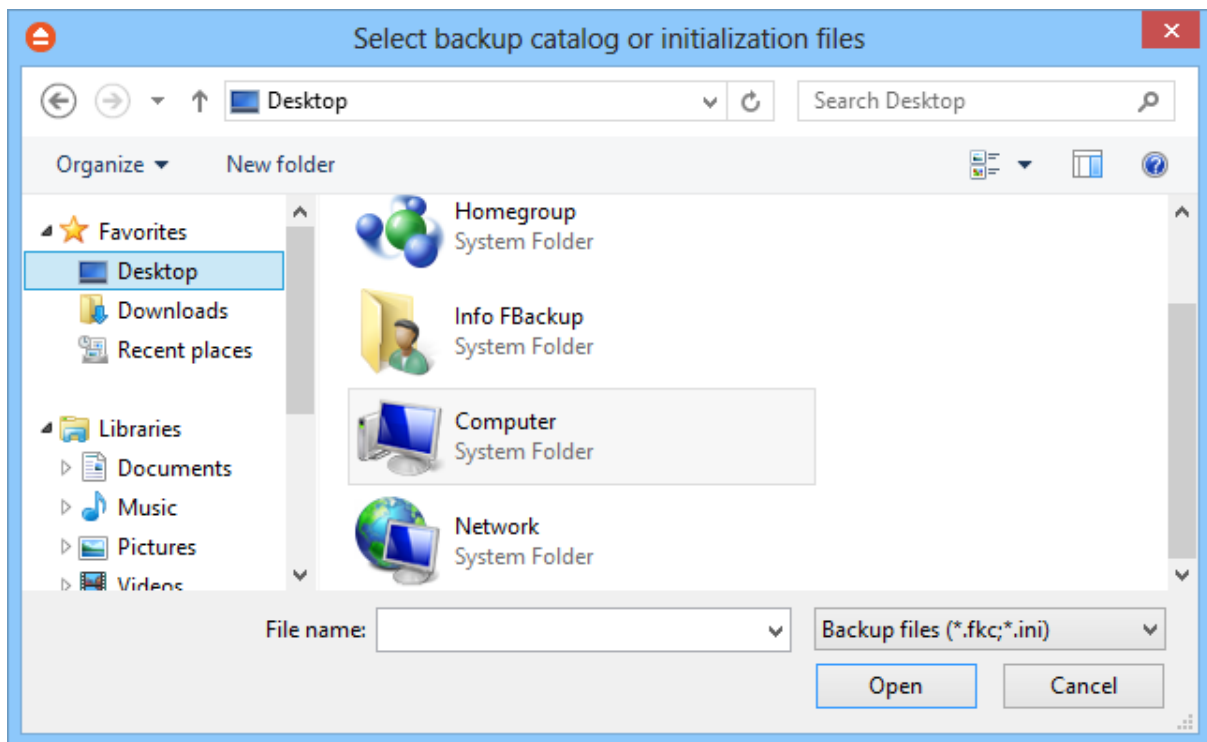 Select backup catalog or initialization files
Desktop
Search Desktop
Organize
New folder
Favorites
Desktop
Downloads
Recent places
Libraries
Documents
Music
Pictures
Videos
Homegroup
System Folder
Info FBackup
System Folder
Computer
System Folder
Network
System Folder
File name:
Backup files (*.fkc;*.ini)
Open
Cancel